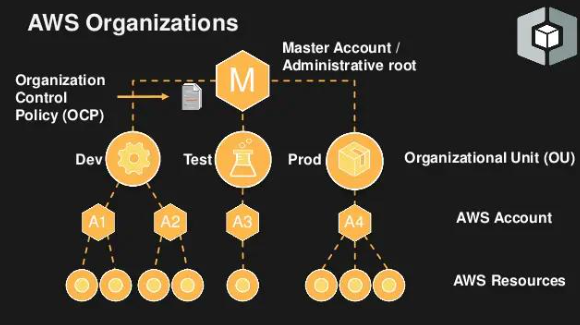 AWS Organizations
Master Account /
Administrative root
M
Organization
Control
Policy (OCP)
Dev
Test
Prod
Organizational Unit (OU)
A1
A2
A3
A4
AWS Account
AWS Resources